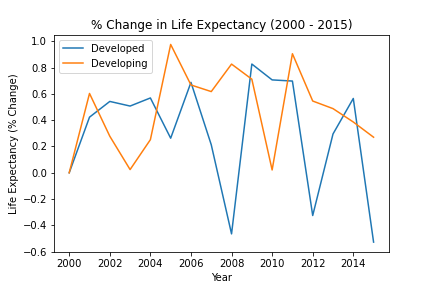 % Change in Life Expectancy (2000 - 2015)
Developed
Developing
Life Expectancy (% Change)
1.0
0.8
0.6
0.4
0.2
0.0
−0.2
−0.4
−0.6
2000 2002 2004 2006 2008 2010 2012 2014
Year